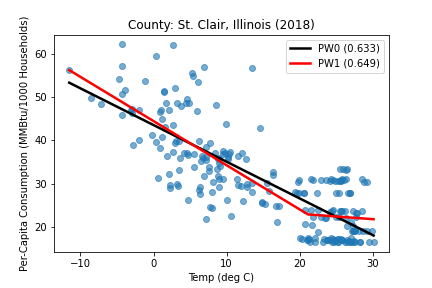 County: St. Clair, Illinois (2018)
PW0 (0.633)
PW1 (0.649)
Per-Capita Consumption (MMBtu/1000 Households)
60
50
40
30
20
−10
0
10
20
30
Temp (deg C)